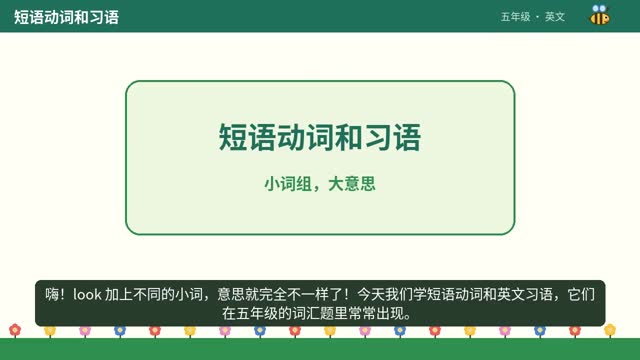 短语动词和习语
五年级 · 英文
短语动词和习语
小词组，大意思
嗨！look 加上不同的小词，意思就完全不一样了！今天我们学短语动词和英文习语，它们
在五年级的词汇题里常常出现。